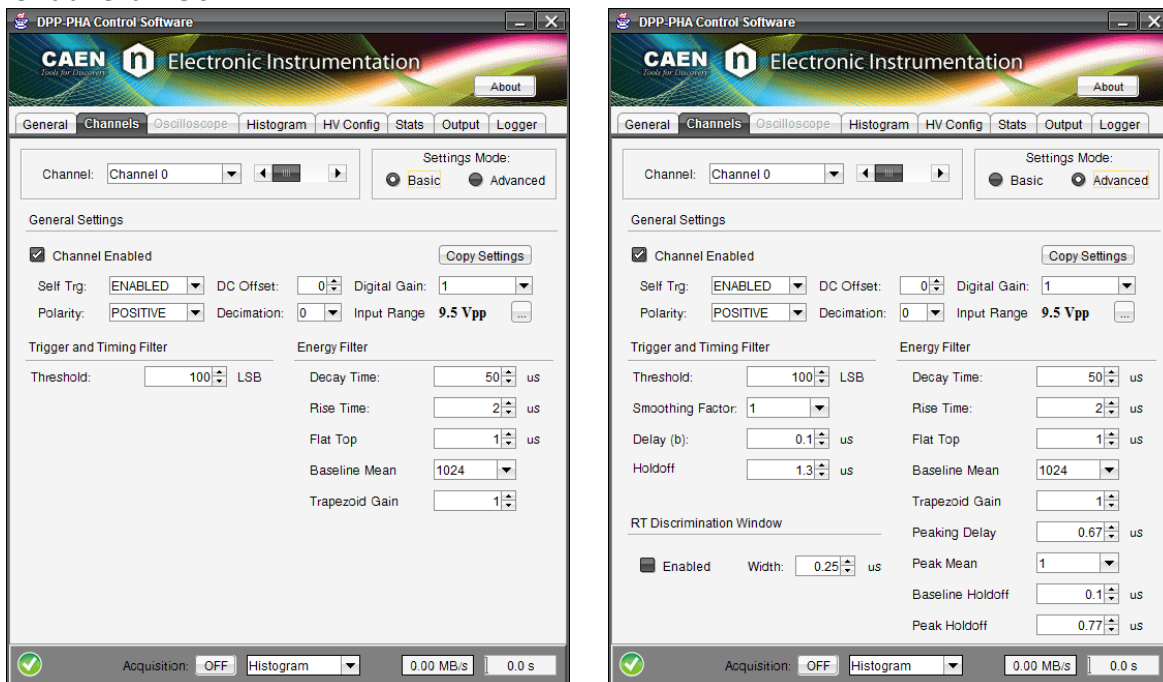 DPP-PHA Control Software
CAEN n Electronic Instrumentation
Tools for Discovery
About
General Channels Oscilloscope Histogram HV Config Stats Output Logger
Channel: Channel 0
Settings Mode:
Basic Advanced
General Settings
Channel Enabled Copy Settings
Self Trg: ENABLED DC Offset: 0 Digital Gain: 1
Polarity: POSITIVE Decimation: 0 Input Range 9.5 Vpp ...
Trigger and Timing Filter Energy Filter
Threshold: 100 LSB Decay Time: 50 us
Rise Time: 2 us
Flat Top 1 us
Baseline Mean 1024
Trapezoid Gain 1
Acquisition: OFF Histogram 0.00 MB/s 0.0 s
DPP-PHA Control Software
CAEN n Electronic Instrumentation
Tools for Discovery
About
General Channels Oscilloscope Histogram HV Config Stats Output Logger
Channel: Channel 0
Settings Mode:
Basic Advanced
General Settings
Channel Enabled Copy Settings
Self Trg: ENABLED DC Offset: 0 Digital Gain: 1
Polarity: POSITIVE Decimation: 0 Input Range 9.5 Vpp ...
Trigger and Timing Filter Energy Filter
Threshold: 100 LSB Decay Time: 50 us
Smoothing Factor: 1 Rise Time: 2 us
Delay (b): 0.1 us Flat Top 1 us
Holdoff 1.3 us Baseline Mean 1024
Trapezoid Gain 1
RT Discrimination Window Peaking Delay 0.67 us
Enabled Width: 0.25 us Peak Mean 1
Baseline Holdoff 0.1 us
Peak Holdoff 0.77 us
Acquisition: OFF Histogram 0.00 MB/s 0.0 s